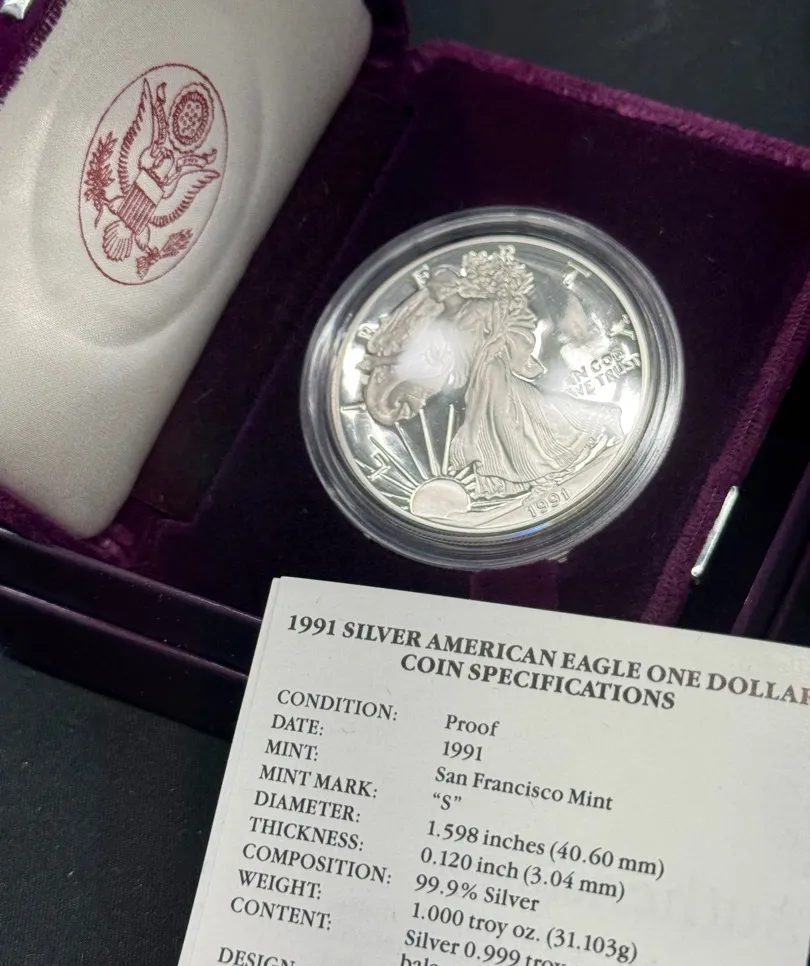 LIBERTY
IN GOD
WE TRUST
1991
1991 SILVER AMERICAN EAGLE ONE DOLLAR
COIN SPECIFICATIONS
CONDITION: Proof
DATE: 1991
MINT: San Francisco Mint
MINT MARK: "S"
DIAMETER: 1.598 inches (40.60 mm)
THICKNESS: 0.120 inch (3.04 mm)
COMPOSITION: 99.9% Silver
WEIGHT: 1.000 troy oz. (31.103g)
CONTENT: Silver 0.999 troy